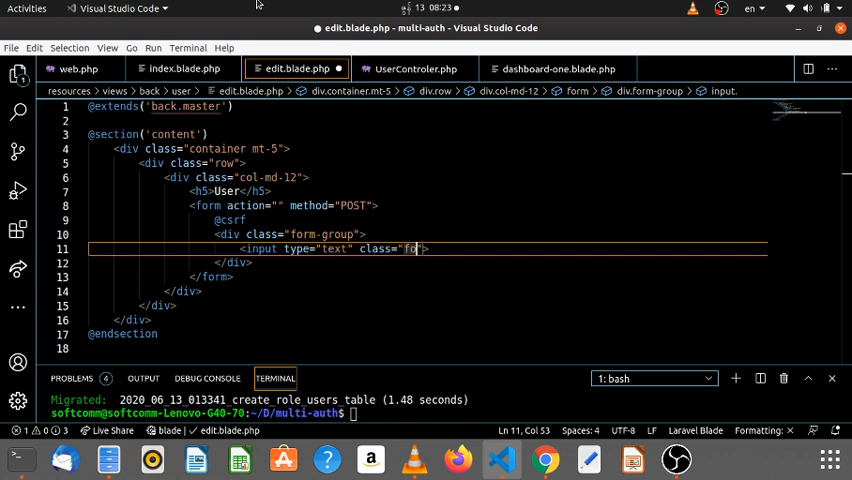 Activities Visual Studio Code 13 08:23 en
edit.blade.php - multi-auth - Visual Studio Code
File Edit Selection View Go Run Terminal Help
web.php index.blade.php edit.blade.php UserControler.php dashboard-one.blade.php
resources > views > back > user > edit.blade.php > div.container.mt-5 > div.row > div.col-md-12 > form > div.form-group > input.
1 @extends('back.master')
2
3 @section('content')
4 <div class="container mt-5">
5 <div class="row">
6 <div class="col-md-12">
7 <h5>User</h5>
8 <form action="" method="POST">
9 @csrf
10 <div class="form-group">
11 <input type="text" class="fo">
12 </div>
13 </form>
14 </div>
15 </div>
16 </div>
17 @endsection
18
PROBLEMS 4 OUTPUT DEBUG CONSOLE TERMINAL 1: bash
Migrated: 2020_06_13_013341_create_role_users_table (1.48 seconds)
softcomm@softcomm-Lenovo-G40-70:~/D/multi-auth$
1 0 3 Live Share blade edit.blade.php Ln 11, Col 53 Spaces: 4 UTF-8 LF Laravel Blade Formatting: ×